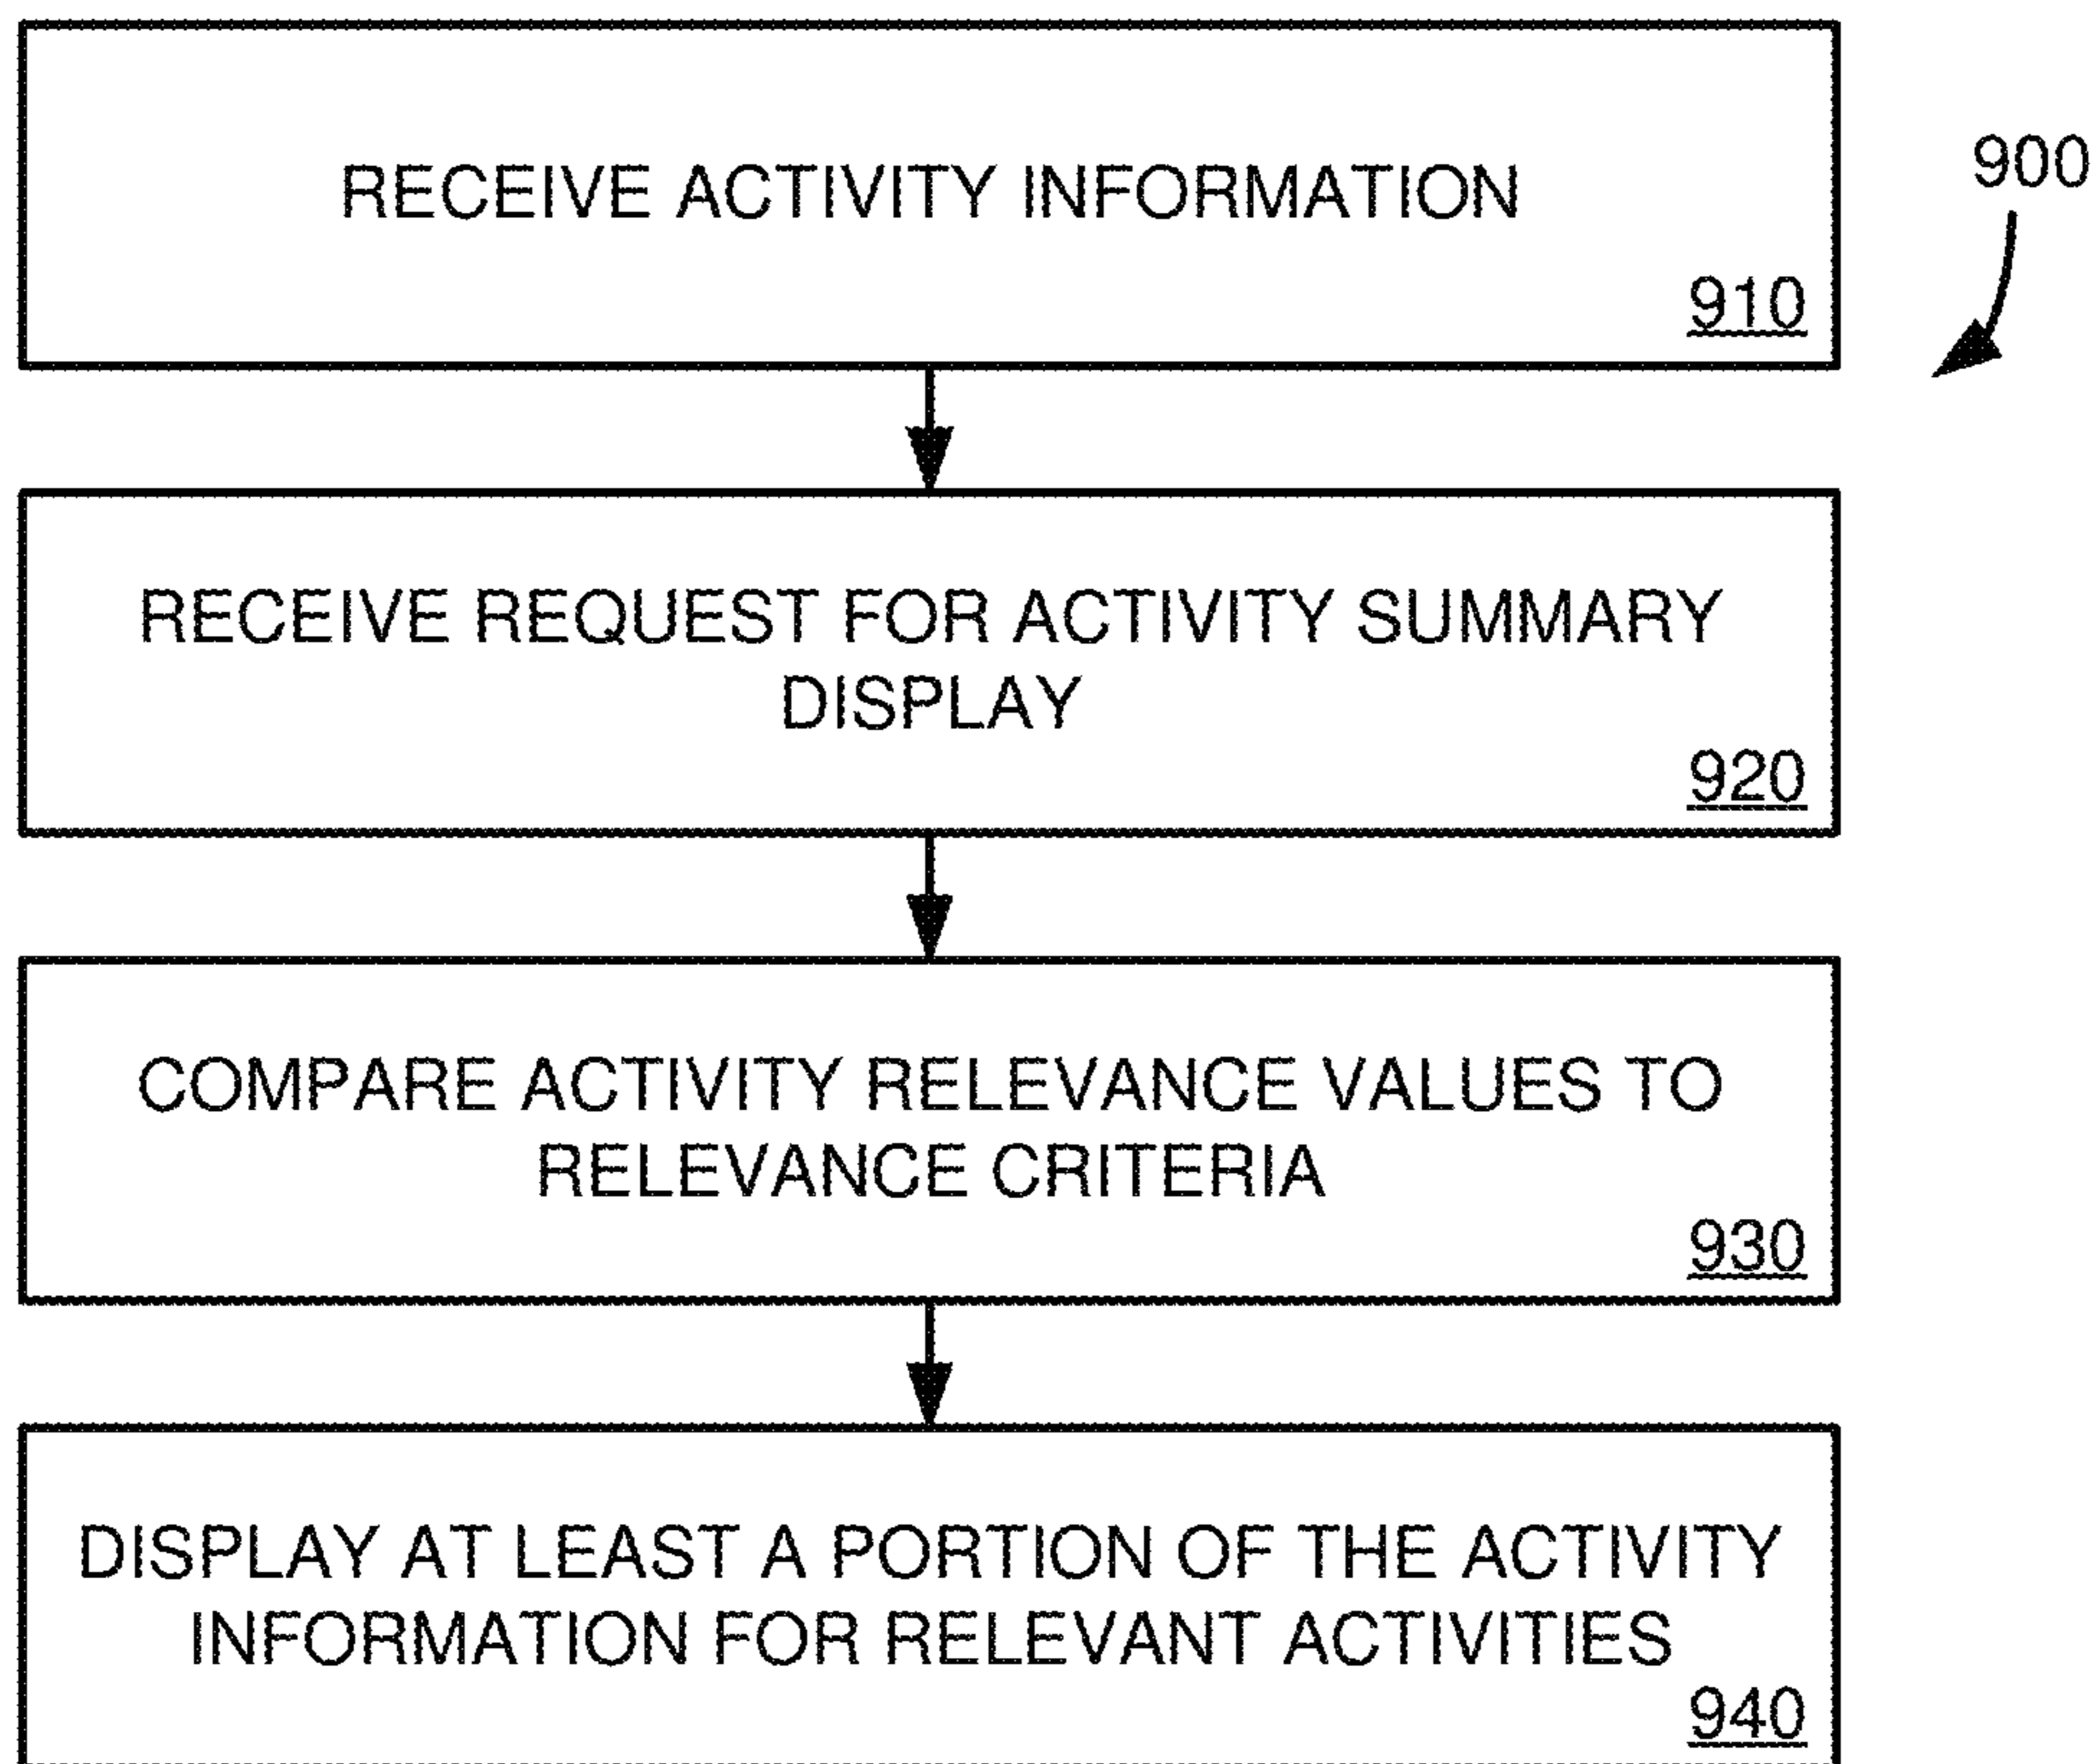 RECEIVE ACTIVITY INFORMATION
910
900
RECEIVE REQUEST FOR ACTIVITY SUMMARY
DISPLAY
920
COMPARE ACTIVITY RELEVANCE VALUES TO
RELEVANCE CRITERIA
930
DISPLAY AT LEAST A PORTION OF THE ACTIVITY
INFORMATION FOR RELEVANT ACTIVITIES
940